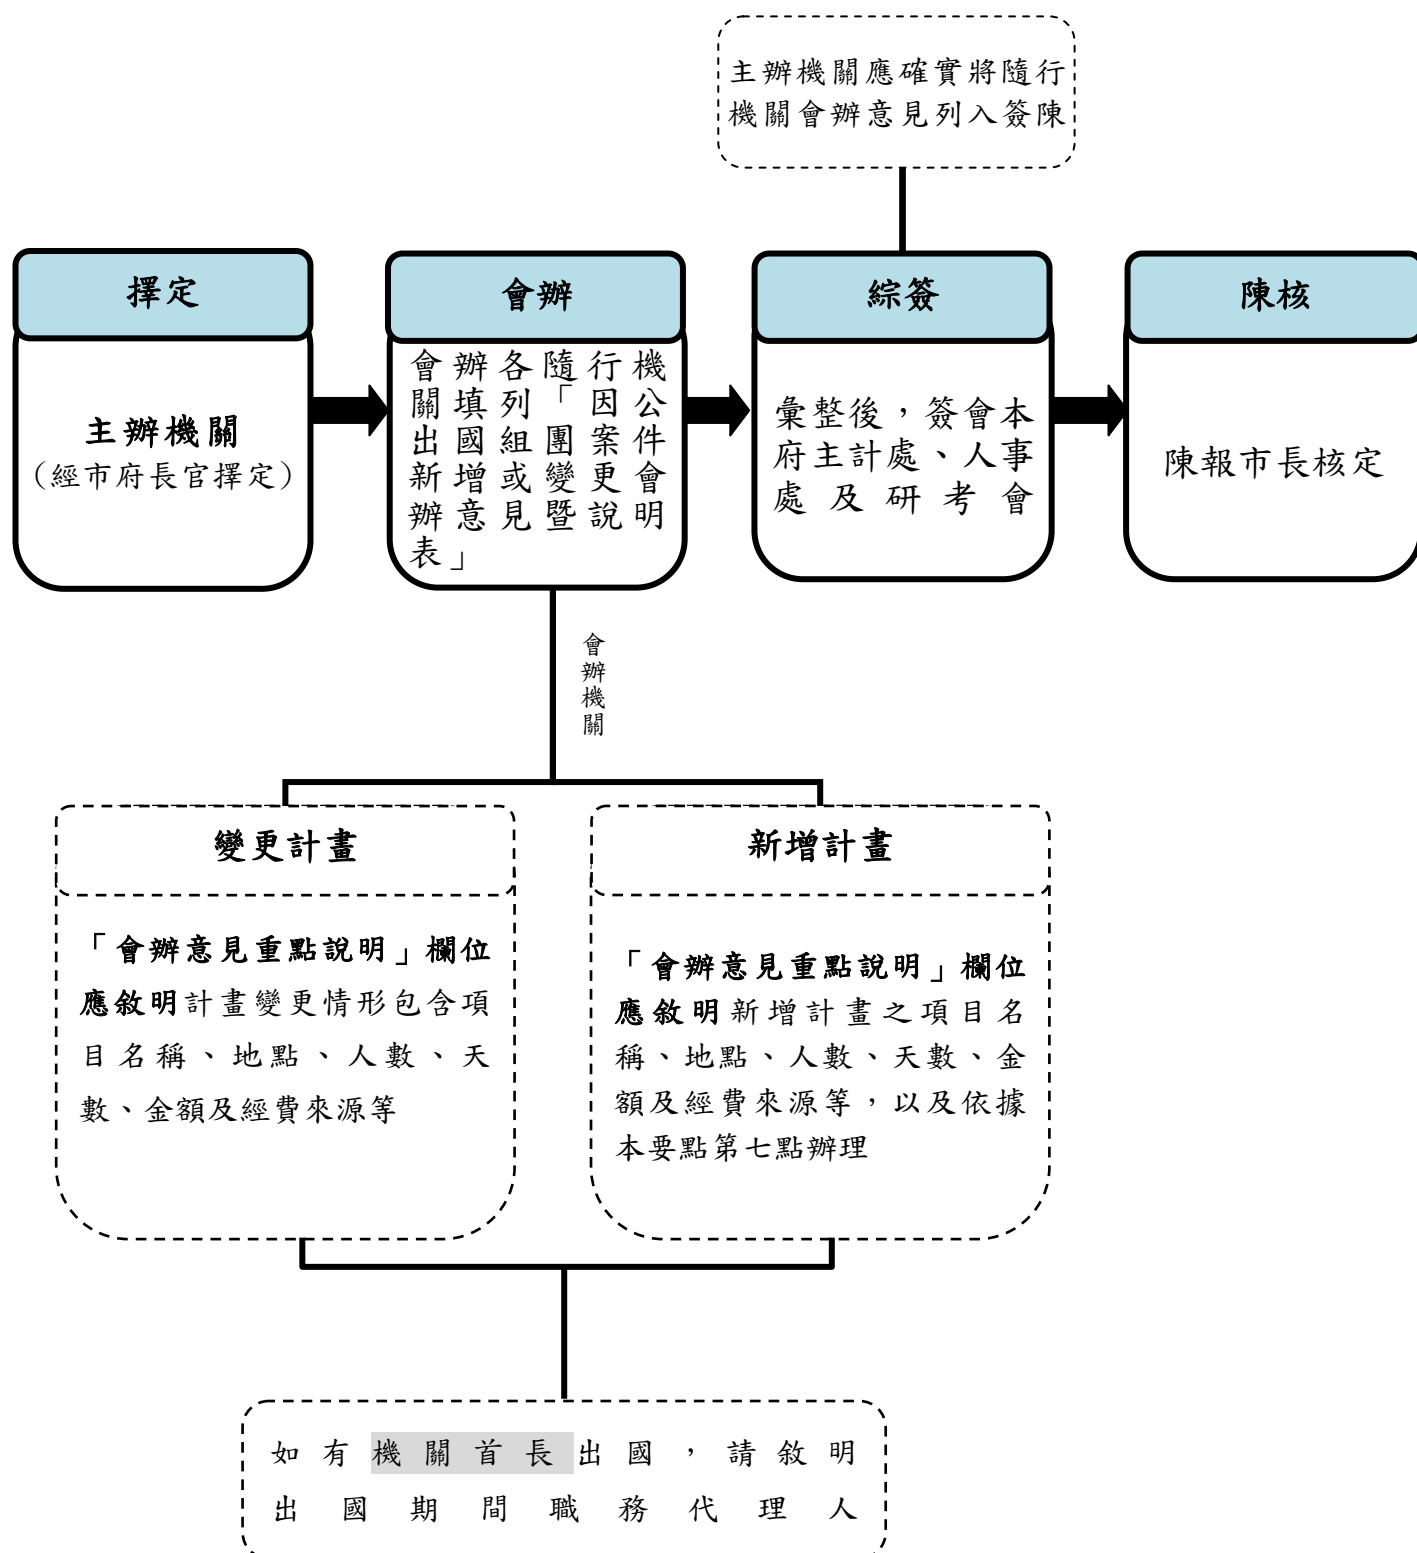 主辦機關應確實將隨行
機關會辦意見列入簽陳
擇定
主辦機關
(經市府長官擇定)
會辦
會辦各隨行機
關填列「因公
出國組團案件
新增或變更會
辦意見暨說明
表」
綜簽
彙整後，簽會本
府主計處、人事
處及研考會
陳核
陳報市長核定
會辦機關
變更計畫
「會辦意見重點說明」欄位
應敘明計畫變更情形包含項
目名稱、地點、人數、天
數、金額及經費來源等
新增計畫
「會辦意見重點說明」欄位
應敘明新增計畫之項目名
稱、地點、人數、天數、金
額及經費來源等，以及依據
本要點第七點辦理
如有機關首長出國，請敘明
出國期間職務代理人